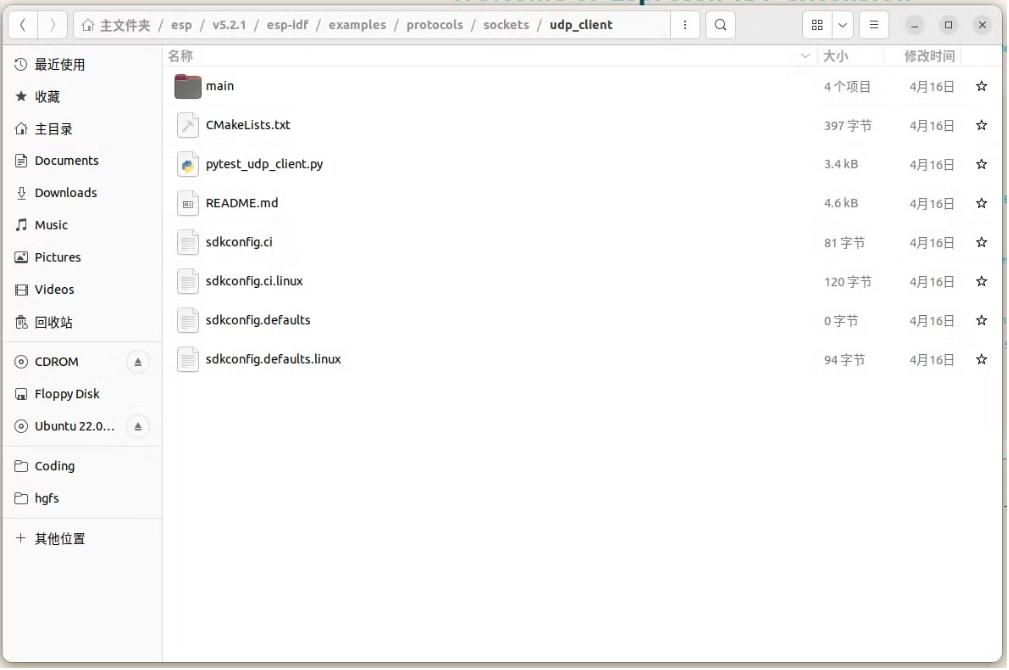 主文件夹 / esp / v5.2.1 / esp-idf / examples / protocols / sockets / udp_client
名称 大小 修改时间
最近使用
收藏
主目录
Documents
Downloads
Music
Pictures
Videos
回收站
CDROM
Floppy Disk
Ubuntu 22.0...
Coding
hgfs
其他位置
main 4个项目 4月16日
CMakeLists.txt 397 字节 4月16日
pytest_udp_client.py 3.4 kB 4月16日
README.md 4.6 kB 4月16日
sdkconfig.ci 81 字节 4月16日
sdkconfig.ci.linux 120 字节 4月16日
sdkconfig.defaults 0 字节 4月16日
sdkconfig.defaults.linux 94 字节 4月16日